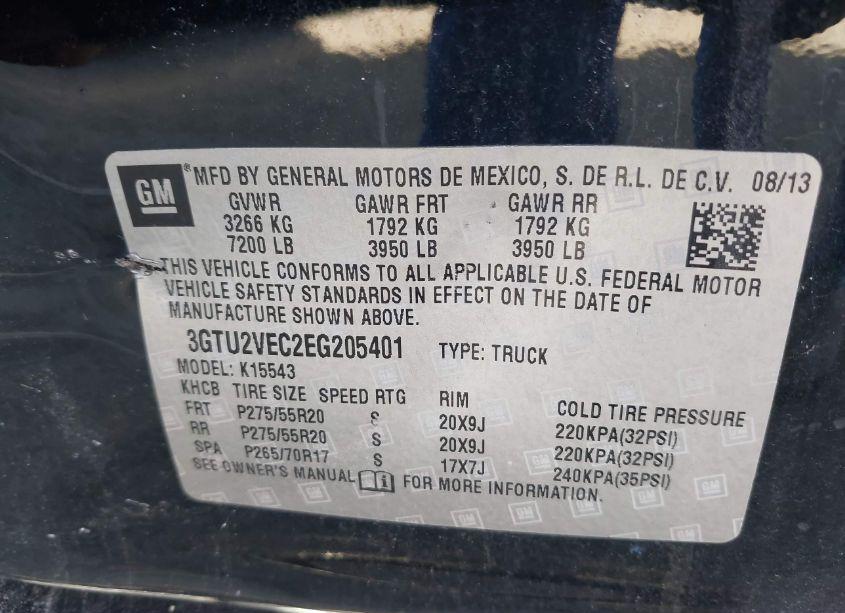 GM ® MFD BY GENERAL MOTORS DE MEXICO, S. DE R.L. DE C.V. 08/13
GVWR GAWR FRT GAWR RR
3266 KG 1792 KG 1792 KG
7200 LB 3950 LB 3950 LB
THIS VEHICLE CONFORMS TO ALL APPLICABLE U.S. FEDERAL MOTOR
VEHICLE SAFETY STANDARDS IN EFFECT ON THE DATE OF
MANUFACTURE SHOWN ABOVE.
3GTU2VEC2EG205401 TYPE: TRUCK
MODEL: K15543
KHCB TIRE SIZE SPEED RTG RIM COLD TIRE PRESSURE
FRT P275/55R20 S 20X9J 220KPA(32PSI)
RR P275/55R20 S 20X9J 220KPA(32PSI)
SPA P265/70R17 S 17X7J 240KPA(35PSI)
SEE OWNER'S MANUAL FOR MORE INFORMATION.